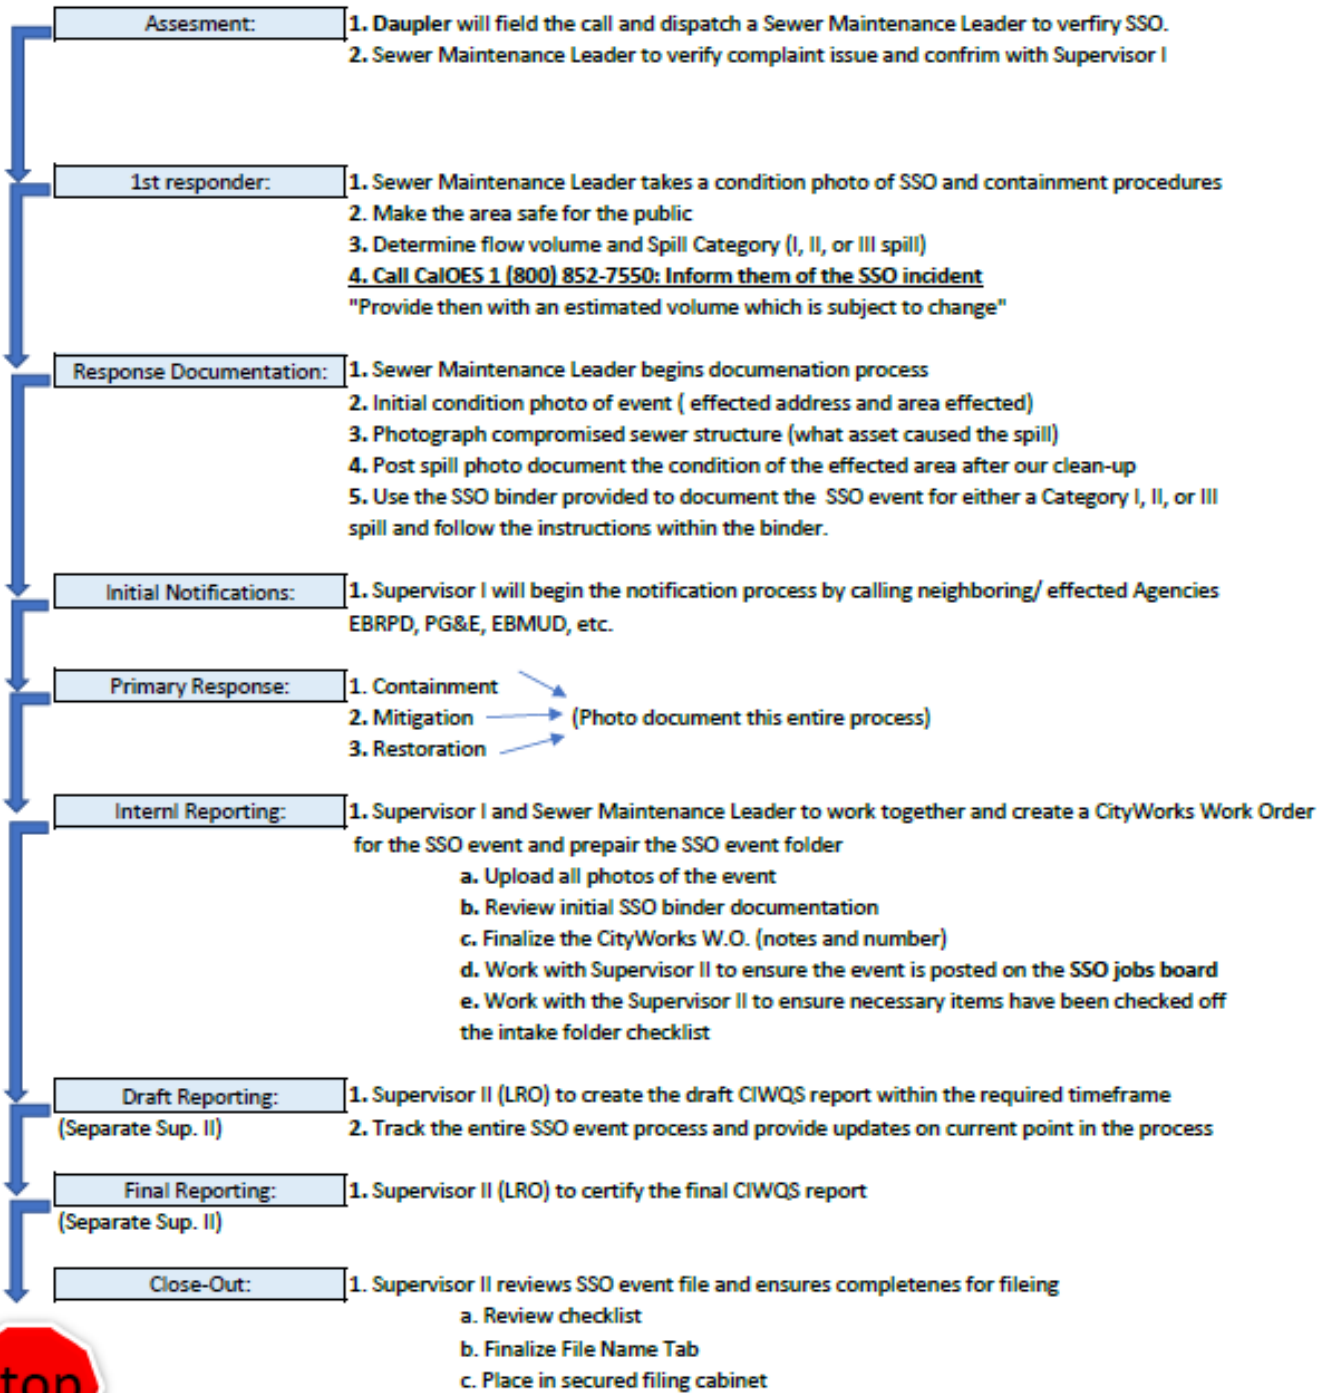 Assesment: 1. Daupler will field the call and dispatch a Sewer Maintenance Leader to verfiry SSO.
2. Sewer Maintenance Leader to verify complaint issue and confrim with Supervisor I
1st responder: 1. Sewer Maintenance Leader takes a condition photo of SSO and containment procedures
2. Make the area safe for the public
3. Determine flow volume and Spill Category (I, II, or III spill)
4. Call CalOES 1 (800) 852-7550: Inform them of the SSO incident
"Provide then with an estimated volume which is subject to change"
Response Documentation: 1. Sewer Maintenance Leader begins documenation process
2. Initial condition photo of event ( effected address and area effected)
3. Photograph compromised sewer structure (what asset caused the spill)
4. Post spill photo document the condition of the effected area after our clean-up
5. Use the SSO binder provided to document the  SSO event for either a Category I, II, or III
spill and follow the instructions within the binder.
Initial Notifications: 1. Supervisor I will begin the notification process by calling neighboring/ effected Agencies
EBRPD, PG&E, EBMUD, etc.
Primary Response: 1. Containment
2. Mitigation (Photo document this entire process)
3. Restoration
Internl Reporting: 1. Supervisor I and Sewer Maintenance Leader to work together and create a CityWorks Work Order
for the SSO event and prepair the SSO event folder
a. Upload all photos of the event
b. Review initial SSO binder documentation
c. Finalize the CityWorks W.O. (notes and number)
d. Work with Supervisor II to ensure the event is posted on the SSO jobs board
e. Work with the Supervisor II to ensure necessary items have been checked off
the intake folder checklist
Draft Reporting: 1. Supervisor II (LRO) to create the draft CIWQS report within the required timeframe
(Separate Sup. II) 2. Track the entire SSO event process and provide updates on current point in the process
Final Reporting: 1. Supervisor II (LRO) to certify the final CIWQS report
(Separate Sup. II)
Close-Out: 1. Supervisor II reviews SSO event file and ensures completenes for fileing
a. Review checklist
b. Finalize File Name Tab
c. Place in secured filing cabinet